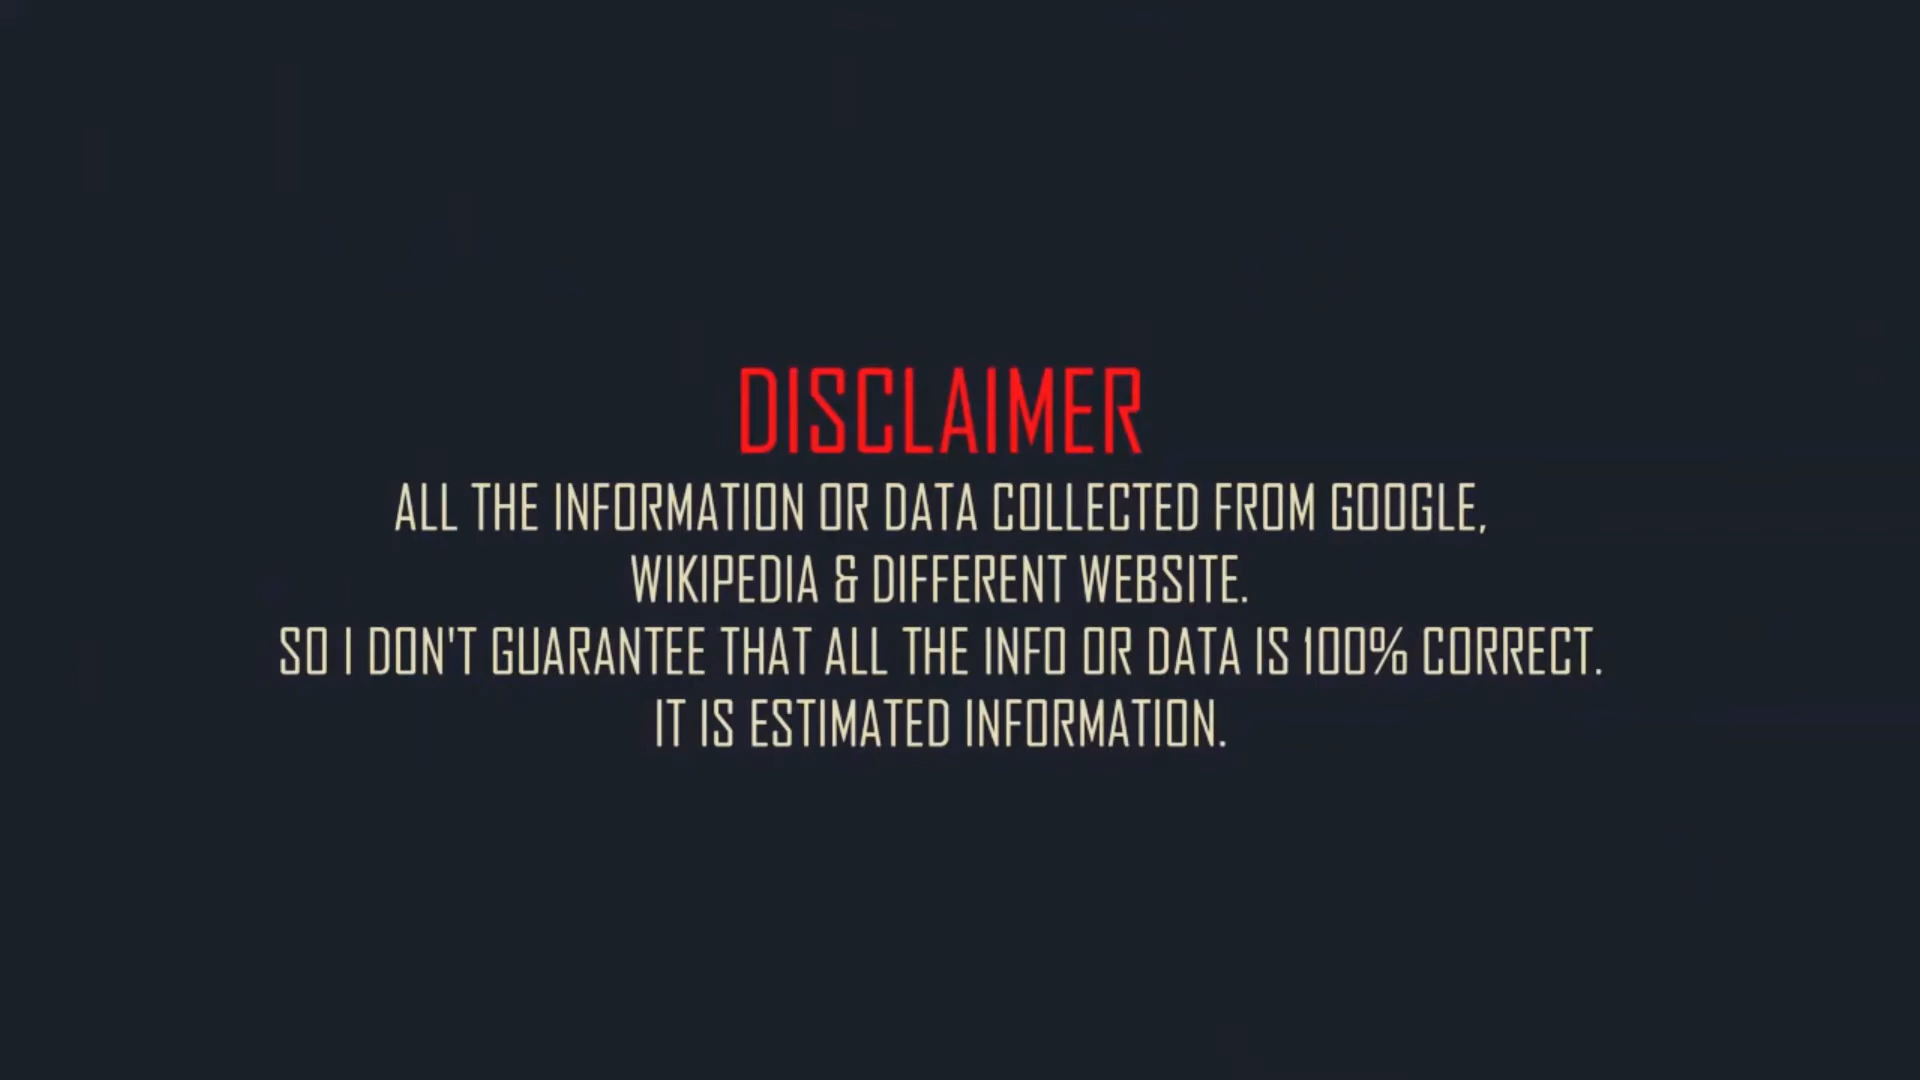 DISCLAIMER
ALL THE INFORMATION OR DATA COLLECTED FROM GOOGLE,
WIKIPEDIA & DIFFERENT WEBSITE.
SO I DON'T GUARANTEE THAT ALL THE INFO OR DATA IS 100% CORRECT.
IT IS ESTIMATED INFORMATION.